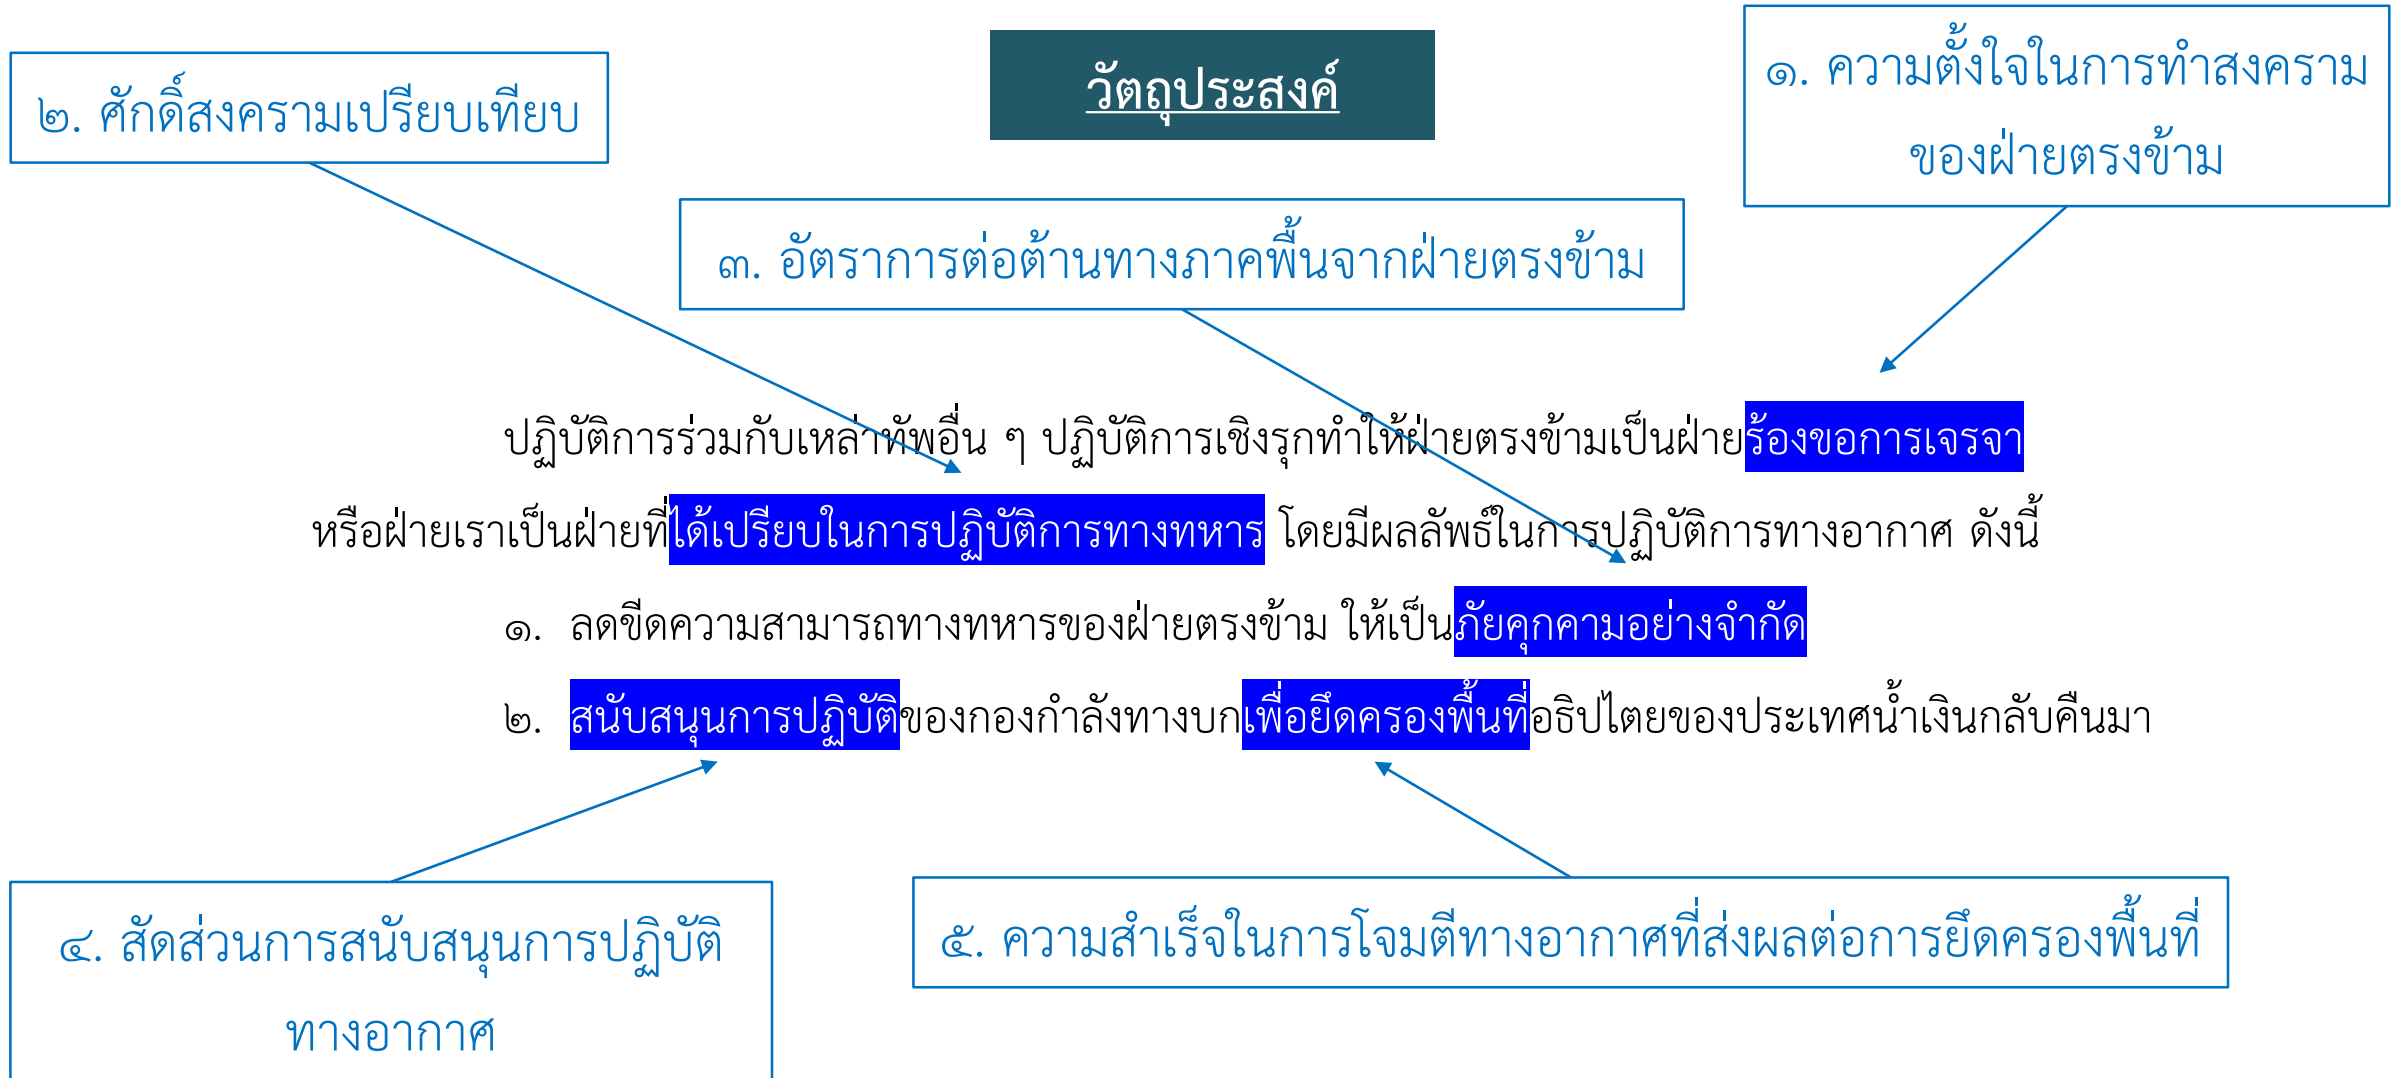 วัตถุประสงค์
๑. ความตั้งใจในการทำสงคราม
ของฝ่ายตรงข้าม
๒. ศักดิ์สงครามเปรียบเทียบ
๓. อัตราการต่อต้านทางภาคพื้นจากฝ่ายตรงข้าม
ปฏิบัติการร่วมกับเหล่าทัพอื่น ๆ ปฏิบัติการเชิงรุกทำให้ฝ่ายตรงข้ามเป็นฝ่ายร้องขอการเจรจา
หรือฝ่ายเราเป็นฝ่ายที่ได้เปรียบในการปฏิบัติการทางทหาร โดยมีผลลัพธ์ในการปฏิบัติการทางอากาศ ดังนี้
๑. ลดขีดความสามารถทางทหารของฝ่ายตรงข้าม ให้เป็นภัยคุกคามอย่างจำกัด
๒. สนับสนุนการปฏิบัติของกองกำลังทางบกเพื่อยึดครองพื้นที่อธิปไตยของประเทศน้ำเงินกลับคืนมา
๔. สัดส่วนการสนับสนุนการปฏิบัติ
ทางอากาศ
๕. ความสำเร็จในการโจมตีทางอากาศที่ส่งผลต่อการยึดครองพื้นที่